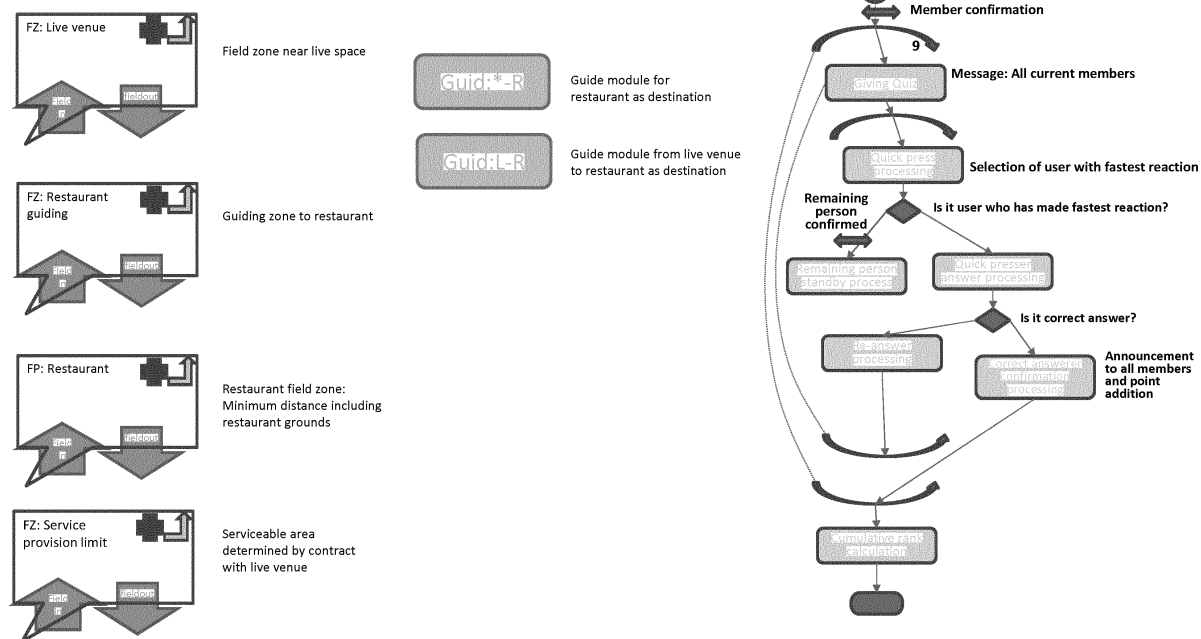 FZ: Live venue
Field
in
fieldout
Field zone near live space
FZ: Restaurant
guiding
Field
in
fieldout
Guiding zone to restaurant
FP: Restaurant
Field
in
fieldout
Restaurant field zone:
Minimum distance including
restaurant grounds
FZ: Service
provision limit
Field
in
fieldout
Serviceable area
determined by contract
with live venue
Guid:*-R
Guide module for
restaurant as destination
Guid:L-R
Guide module from live venue
to restaurant as destination
Member confirmation
9
Giving Quiz
Message: All current members
Quick press
processing
Selection of user with fastest reaction
Is it user who has made fastest reaction?
Remaining
person
confirmed
Remaining person
standby process
Quick presser
answer processing
Is it correct answer?
Re-answer
processing
Correct answerer
confirmation
processing
Announcement
to all members
and point
addition
Cumulative rank
calculation